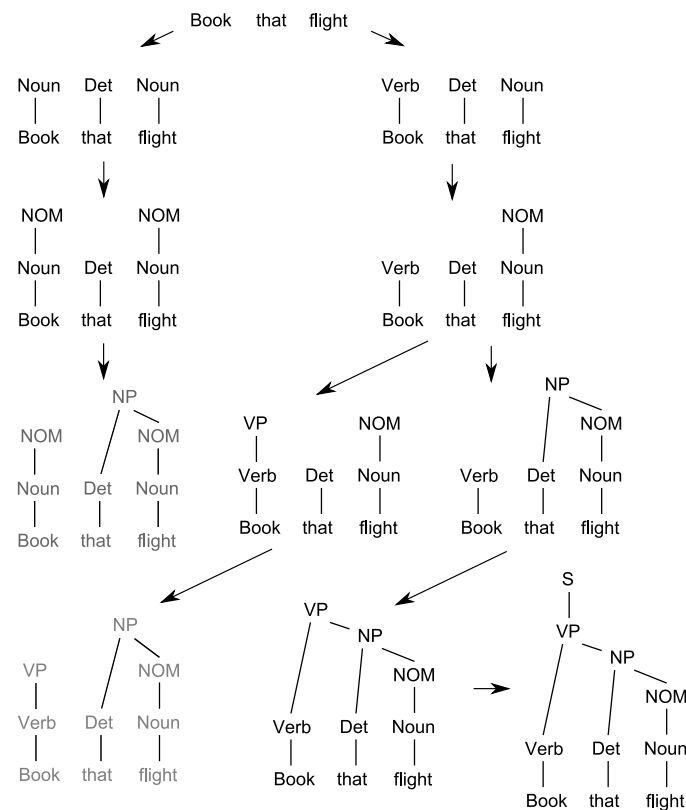 Book that flight
Noun Det Noun Verb Det Noun
Book that flight Book that flight
NOM NOM NOM
Noun Det Noun Verb Det Noun
Book that flight Book that flight
NP NP
NOM NOM VP NOM NOM
Noun Det Noun Verb Det Noun Verb Det Noun
Book that flight Book that flight Book that flight
S
NP VP VP
VP NOM NP NOM NP NOM
Verb Det Noun Verb Det Noun Verb Det Noun
Book that flight Book that flight Book that flight